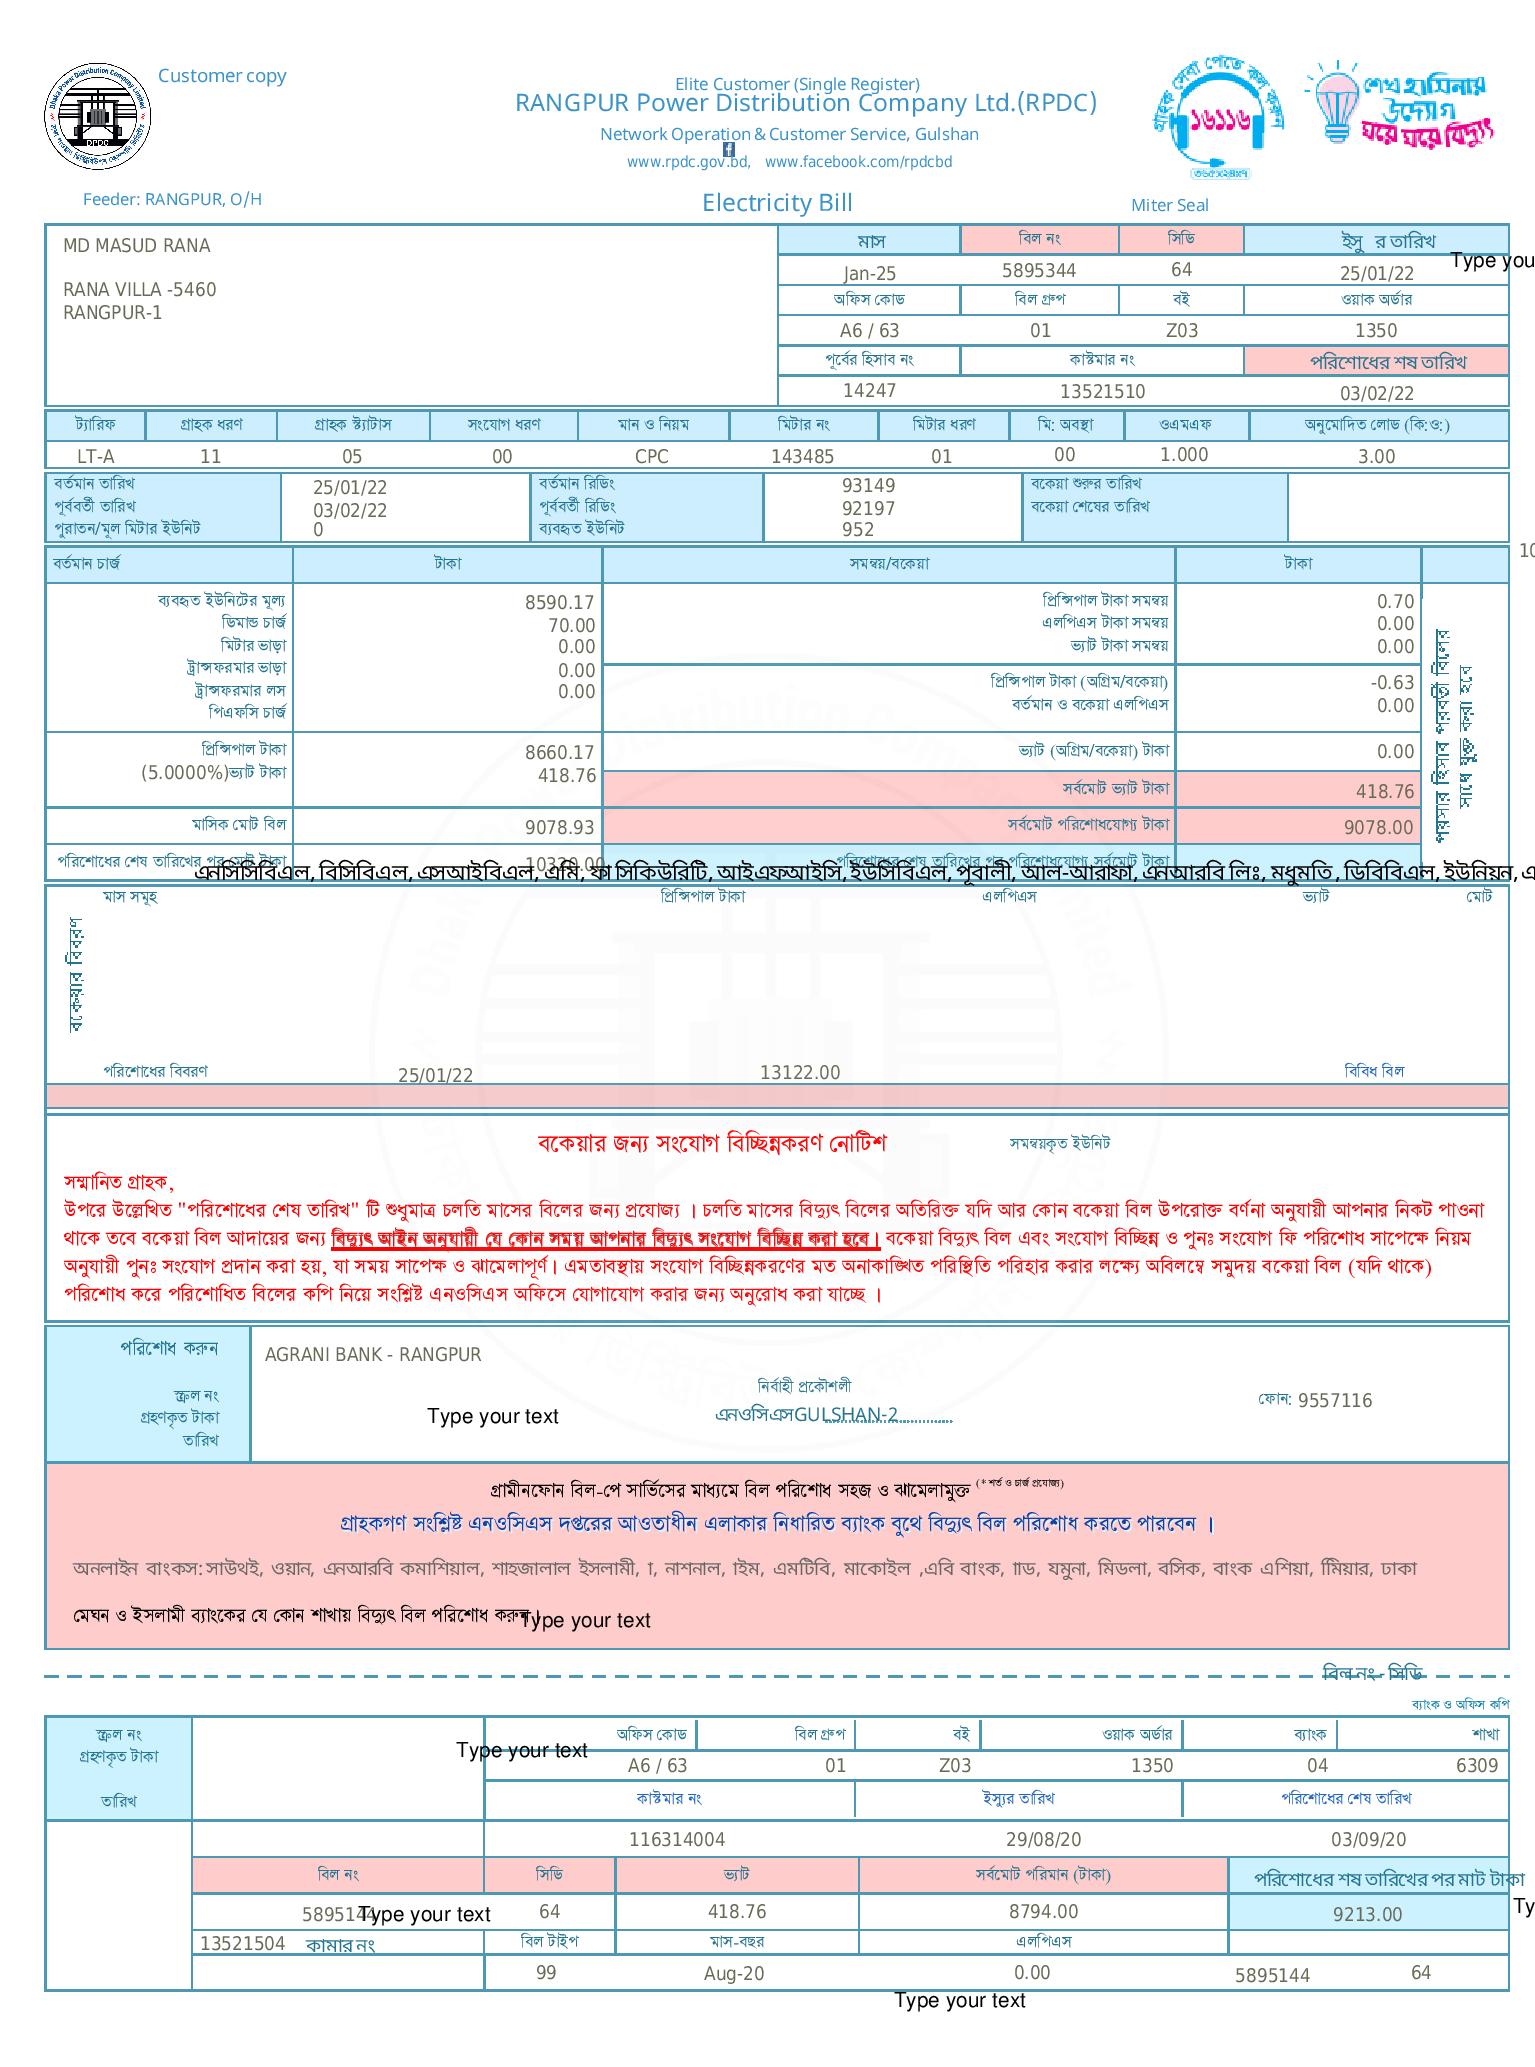 Customer copy
Elite Customer (Single Register)
RANGPUR Power Distribution Company Ltd.(RPDC)
Network Operation & Customer Service, Gulshan
www.rpdc.gov.bd, www.facebook.com/rpdcbd
গ্রাহক সেবা পেতে কল করুন
১৬১১৬
৩৬৫x২৪x৭
শেখ হাসিনার
উদ্যোগ
ঘরে ঘরে বিদ্যুৎ
Feeder: RANGPUR, O/H
Electricity Bill
Miter Seal
MD MASUD RANA
RANA VILLA -5460
RANGPUR-1
মাস বিল নং সিডি ইসু র তারিখ
Type you
Jan-25 5895344 64 25/01/22
অফিস কোড বিল গ্রুপ বই ওয়াক অর্ডার
A6 / 63 01 Z03 1350
পূর্বের হিসাব নং কাস্টমার নং পরিশোধের শষ তারিখ
14247 13521510 03/02/22
ট্যারিফ গ্রাহক ধরণ গ্রাহক স্ট্যাটাস সংযোগ ধরণ মান ও নিয়ম মিটার নং মিটার ধরণ মি: অবস্থা ওএমএফ অনুমোদিত লোড (কি:ও:)
LT-A 11 05 00 CPC 143485 01 00 1.000 3.00
বর্তমান তারিখ 25/01/22 বর্তমান রিডিং 93149 বকেয়া শুরুর তারিখ
পূর্ববর্তী তারিখ 03/02/22 পূর্ববর্তী রিডিং 92197 বকেয়া শেষের তারিখ
পুরাতন/মূল মিটার ইউনিট 0 ব্যবহৃত ইউনিট 952
10
বর্তমান চার্জ টাকা সমন্বয়/বকেয়া টাকা
ব্যবহৃত ইউনিটের মূল্য 8590.17 প্রিন্সিপাল টাকা সমন্বয় 0.70
ডিমান্ড চার্জ 70.00 এলপিএস টাকা সমন্বয় 0.00
মিটার ভাড়া 0.00 ভ্যাট টাকা সমন্বয় 0.00
ট্রান্সফরমার ভাড়া 0.00 প্রিন্সিপাল টাকা (অগ্রিম/বকেয়া) -0.63
ট্রান্সফরমার লস 0.00 বর্তমান ও বকেয়া এলপিএস 0.00
পিএফসি চার্জ
প্রিন্সিপাল টাকা 8660.17 ভ্যাট (অগ্রিম/বকেয়া) টাকা 0.00
(5.0000%)ভ্যাট টাকা 418.76 সর্বমোট ভ্যাট টাকা 418.76
মাসিক মোট বিল 9078.93 সর্বমোট পরিশোধযোগ্য টাকা 9078.00
পয়সার হিসাব পরবর্তী বিলের
সাথে যুক্ত করা হবে
পরিশোধের শেষ তারিখের পর মোট টাকা 10320.00 পরিশোধের শেষ তারিখের পর পরিশোধযোগ্য সর্বমোট টাকা
এনসিসিবিএল, বিসিবিএল, এসআইবিএল, এমি, ফা সিকিউরিটি, আইএফআইসি, ইউসিবিএল, পূবালী, আল-আরাফা, এনআরবি লিঃ, মধুমতি, ডিবিবিএল, ইউনিয়ন, এ
বকেয়ার বিবরণ
মাস সমূহ প্রিন্সিপাল টাকা এলপিএস ভ্যাট মোট
পরিশোধের বিবরণ 25/01/22 13122.00 বিবিধ বিল
বকেয়ার জন্য সংযোগ বিচ্ছিন্নকরণ নোটিশ সমন্বয়কৃত ইউনিট
সম্মানিত গ্রাহক,
উপরে উল্লেখিত "পরিশোধের শেষ তারিখ" টি শুধুমাত্র চলতি মাসের বিলের জন্য প্রযোজ্য । চলতি মাসের বিদ্যুৎ বিলের অতিরিক্ত যদি আর কোন বকেয়া বিল উপরোক্ত বর্ণনা অনুযায়ী আপনার নিকট পাওনা
থাকে তবে বকেয়া বিল আদায়ের জন্য বিদ্যুৎ আইন অনুযায়ী যে কোন সময় আপনার বিদ্যুৎ সংযোগ বিচ্ছিন্ন করা হবে। বকেয়া বিদ্যুৎ বিল এবং সংযোগ বিচ্ছিন্ন ও পুনঃ সংযোগ ফি পরিশোধ সাপেক্ষে নিয়ম
অনুযায়ী পুনঃ সংযোগ প্রদান করা হয়, যা সময় সাপেক্ষ ও ঝামেলাপূর্ণ। এমতাবস্থায় সংযোগ বিচ্ছিন্নকরণের মত অনাকাঙ্খিত পরিস্থিতি পরিহার করার লক্ষ্যে অবিলম্বে সমুদয় বকেয়া বিল (যদি থাকে)
পরিশোধ করে পরিশোধিত বিলের কপি নিয়ে সংশ্লিষ্ট এনওসিএস অফিসে যোগাযোগ করার জন্য অনুরোধ করা যাচ্ছে ।
পরিশোধ করুন AGRANI BANK - RANGPUR
নির্বাহী প্রকৌশলী
স্ক্রল নং ফোন: 9557116
গ্রহণকৃত টাকা Type your text এনওসিএসGULSHAN-2
তারিখ
গ্রামীনফোন বিল-পে সার্ভিসের মাধ্যমে বিল পরিশোধ সহজ ও ঝামেলামুক্ত (* শর্ত ও চার্জ প্রযোজ্য)
গ্রাহকগণ সংশ্লিষ্ট এনওসিএস দপ্তরের আওতাধীন এলাকার নিধারিত ব্যাংক বুথে বিদ্যুৎ বিল পরিশোধ করতে পারবেন ।
অনলাইন বাংকস:সাউথই, ওয়ান, এনআরবি কমাশিয়াল, শাহজালাল ইসলামী, া, নাশনাল, াইম, এমটিবি, মাকেোইল ,এবি বাংক, াাড, যমুনা, মিডলা, বসিক, বাংক এশিয়া, মিিয়ার, ঢাকা
মেঘন ও ইসলামী ব্যাংকের যে কোন শাখায় বিদ্যুৎ বিল পরিশোধ করুন।
Type your text
বিল নং - সিডি
ব্যাংক ও অফিস কপি
স্ক্রল নং অফিস কোড বিল গ্রুপ বই ওয়াক অর্ডার ব্যাংক শাখা
গ্রহণকৃত টাকা Type your text
A6 / 63 01 Z03 1350 04 6309
তারিখ কাস্টমার নং ইস্যুর তারিখ পরিশোধের শেষ তারিখ
116314004 29/08/20 03/09/20
বিল নং সিডি ভ্যাট সর্বমোট পরিমান (টাকা) পরিশোধের শষ তারিখের পর মাট টাকা
5895144 Type your text 64 418.76 8794.00 9213.00 Ty
13521504 কামার নং বিল টাইপ মাস-বছর এলপিএস
99 Aug-20 0.00 5895144 64
Type your text